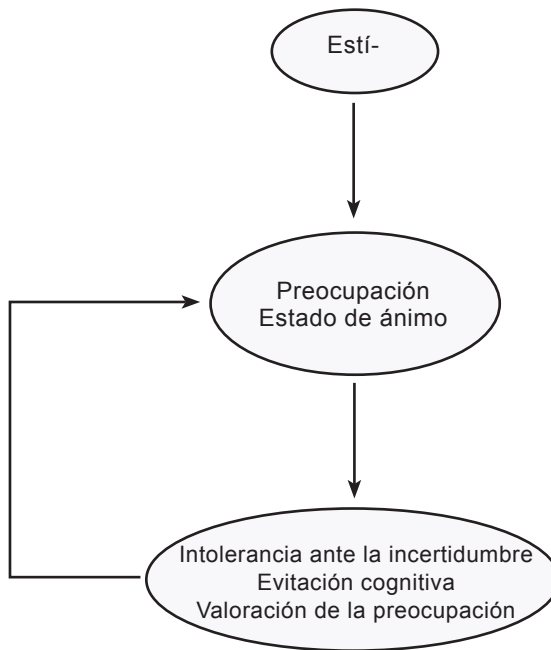 Estí-
Preocupación
Estado de ánimo
Intolerancia ante la incertidumbre
Evitación cognitiva
Valoración de la preocupación